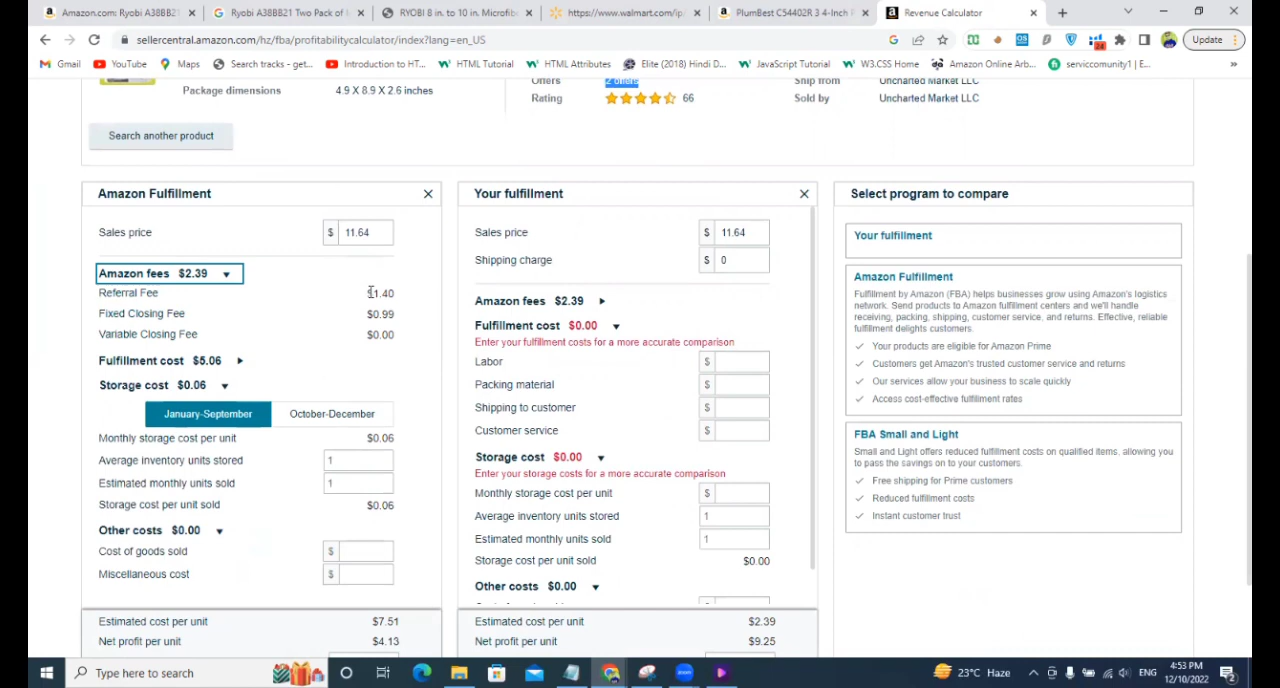 Amazon.com: Ryobi A38BB21
Ryobi A38BB21 Two Pack of
RYOBI 8 in. to 10 in. Microfib
https://www.walmart.com/ip
PlumBest C54402R 3 4-Inch
Revenue Calculator
sellercentral.amazon.com/hz/fba/profitabilitycalculator/index?lang=en_US
Update
Gmail YouTube Maps Search tracks - get... Introduction to HT... HTML Tutorial HTML Attributes Elite (2018) Hindi D... JavaScript Tutorial W3.CSS Home Amazon Online Arb... serviccomunity1 | E... »
Package dimensions 4.9 X 8.9 X 2.6 inches
Offers 2 offers
Rating 66
Ship from Uncharted Market LLC
Sold by Uncharted Market LLC
Search another product
Amazon Fulfillment
Sales price $ 11.64
Amazon fees $2.39
Referral Fee $1.40
Fixed Closing Fee $0.99
Variable Closing Fee $0.00
Fulfillment cost $5.06
Storage cost $0.06
January-September October-December
Monthly storage cost per unit $0.06
Average inventory units stored 1
Estimated monthly units sold 1
Storage cost per unit sold $0.06
Other costs $0.00
Cost of goods sold $
Miscellaneous cost $
Estimated cost per unit $7.51
Net profit per unit $4.13
Your fulfillment
Sales price $ 11.64
Shipping charge $ 0
Amazon fees $2.39
Fulfillment cost $0.00
Enter your fulfillment costs for a more accurate comparison
Labor $
Packing material $
Shipping to customer $
Customer service $
Storage cost $0.00
Enter your storage costs for a more accurate comparison
Monthly storage cost per unit $
Average inventory units stored 1
Estimated monthly units sold 1
Storage cost per unit sold $0.00
Other costs $0.00
Estimated cost per unit $2.39
Net profit per unit $9.25
Select program to compare
Your fulfillment
Amazon Fulfillment
Fulfillment by Amazon (FBA) helps businesses grow using Amazon's logistics
network. Send products to Amazon fulfillment centers and we'll handle
receiving, packing, shipping, customer service, and returns. Effective, reliable
fulfillment delights customers.
Your products are eligible for Amazon Prime
Customers get Amazon's trusted customer service and returns
Our services allow your business to scale quickly
Access cost-effective fulfillment rates
FBA Small and Light
Small and Light offers reduced fulfillment costs on qualified items, allowing you
to pass the savings on to your customers.
Free shipping for Prime customers
Reduced fulfillment costs
Instant customer trust
Type here to search
23°C Haze
ENG
4:53 PM
12/10/2022